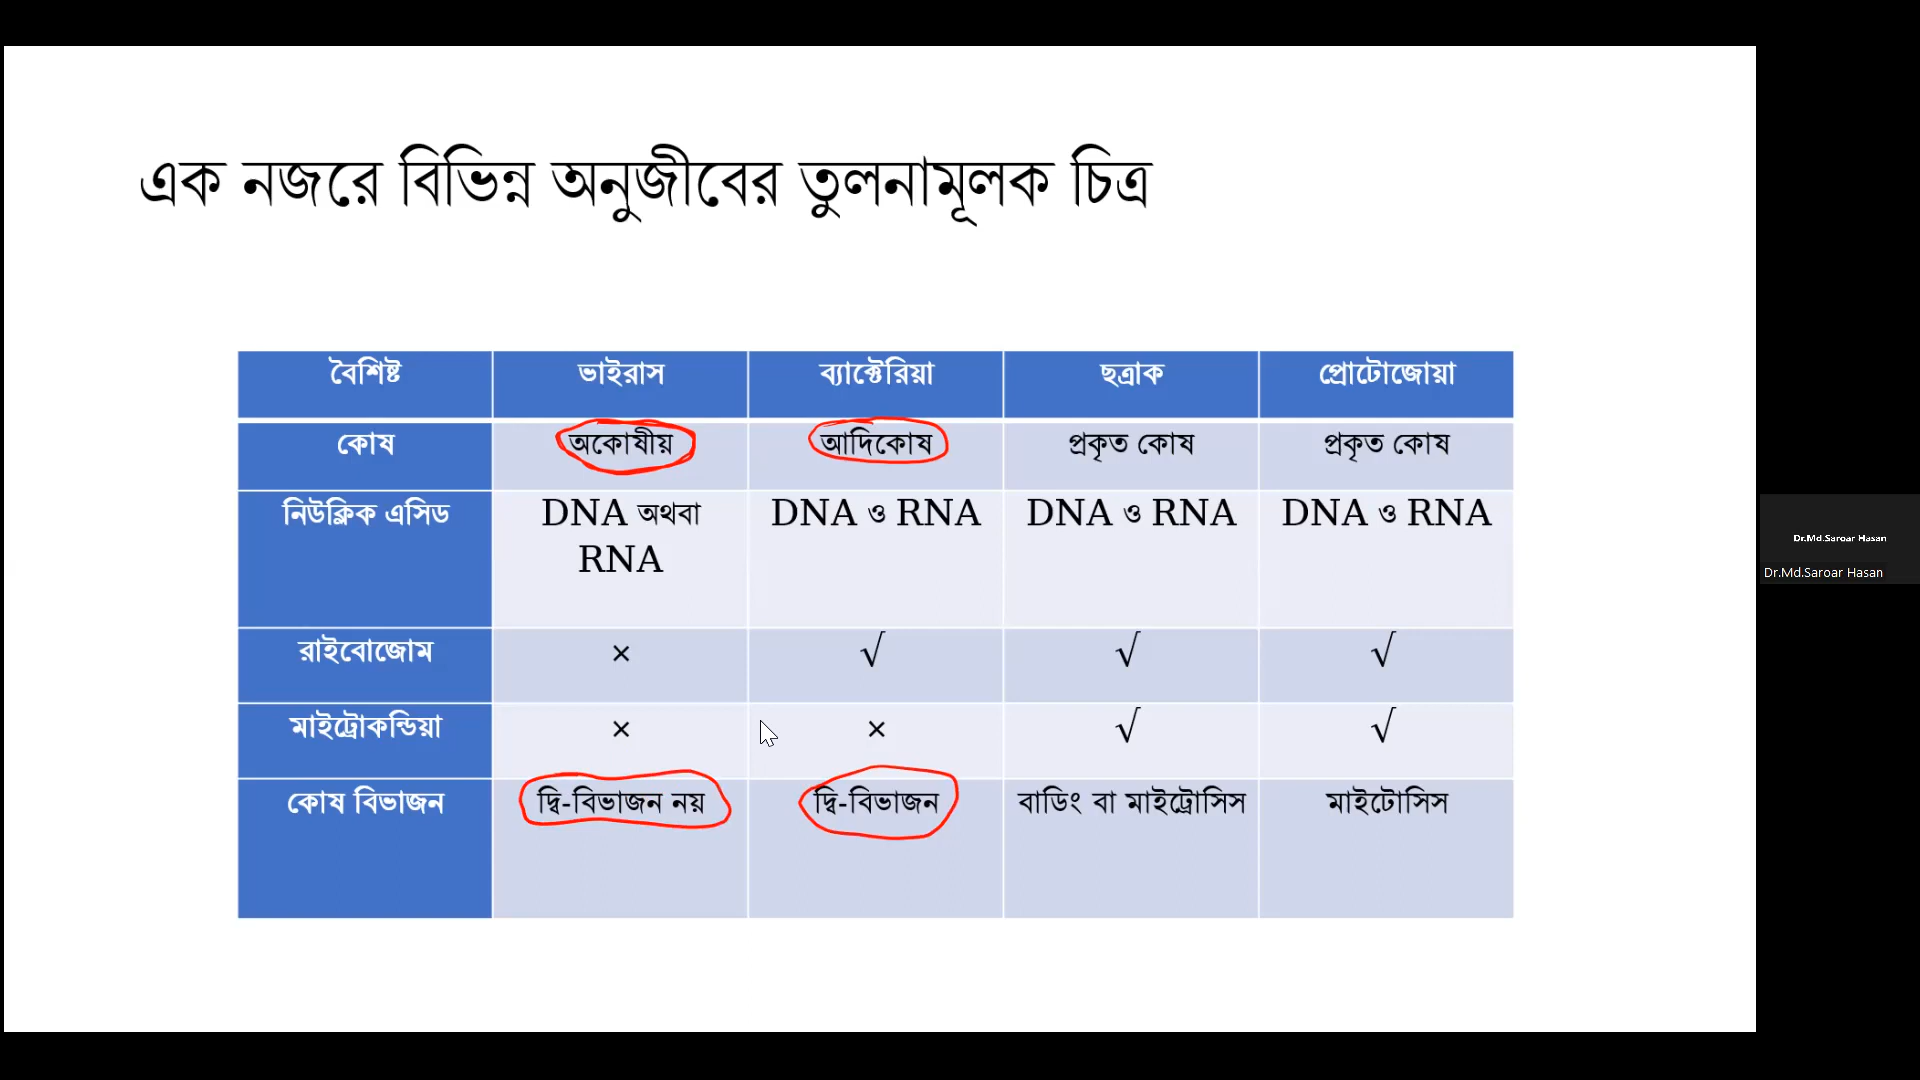 এক নজরে বিভিন্ন অনুজীবের তুলনামূলক চিত্র
বৈশিষ্ট ভাইরাস ব্যাক্টেরিয়া ছত্রাক প্রোটোজোয়া
কোষ অকোষীয় আদিকোষ প্রকৃত কোষ প্রকৃত কোষ
নিউক্লিক এসিড DNA অথবা DNA ও RNA DNA ও RNA DNA ও RNA
RNA
রাইবোজোম × √ √ √
মাইট্রোকন্ডিয়া × × √ √
কোষ বিভাজন দ্বি-বিভাজন নয় দ্বি-বিভাজন বাডিং বা মাইট্রোসিস মাইটোসিস
Dr.Md.Saroar Hasan
Dr.Md.Saroar Hasan